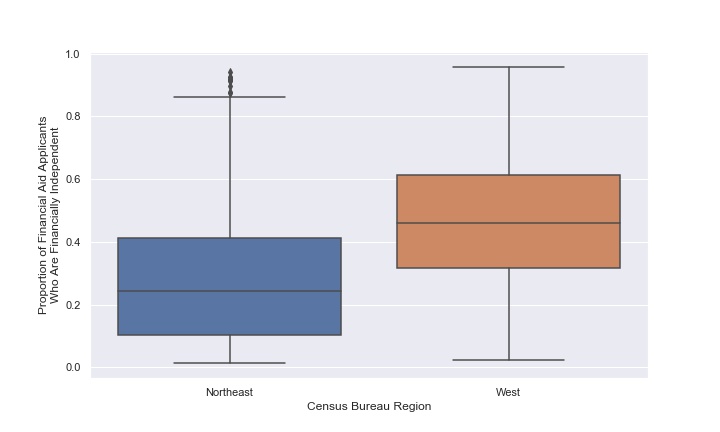 1.0
0.8
0.6
0.4
0.2
0.0
Proportion of Financial Aid Applicants
Who Are Financially Independent
Northeast
West
Census Bureau Region